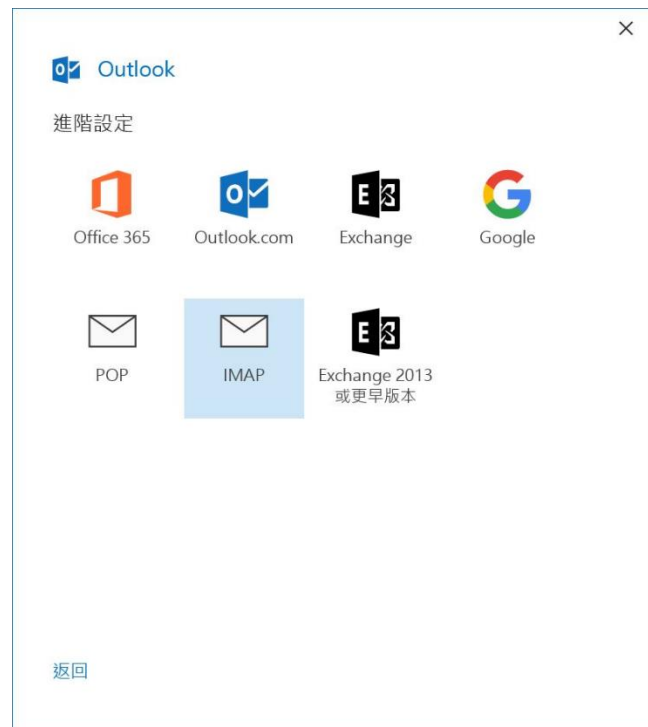 Outlook
進階設定
Office 365
Outlook.com
Exchange
Google
POP
IMAP
Exchange 2013
或更早版本
返回